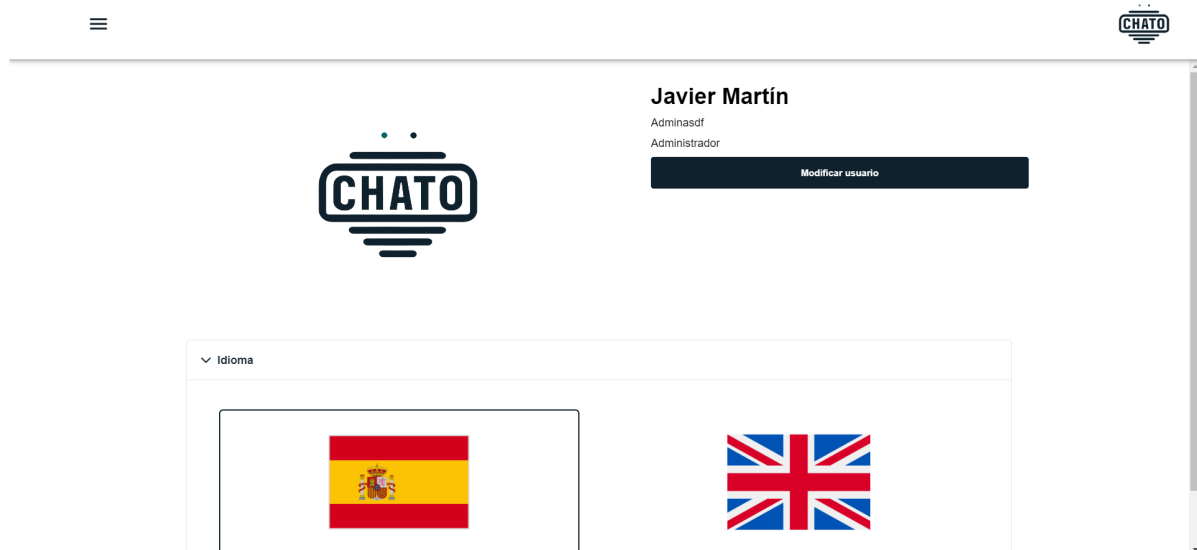 CHATO
Javier Martín
Adminasdf
Administrador
Modificar usuario
CHATO
Idioma